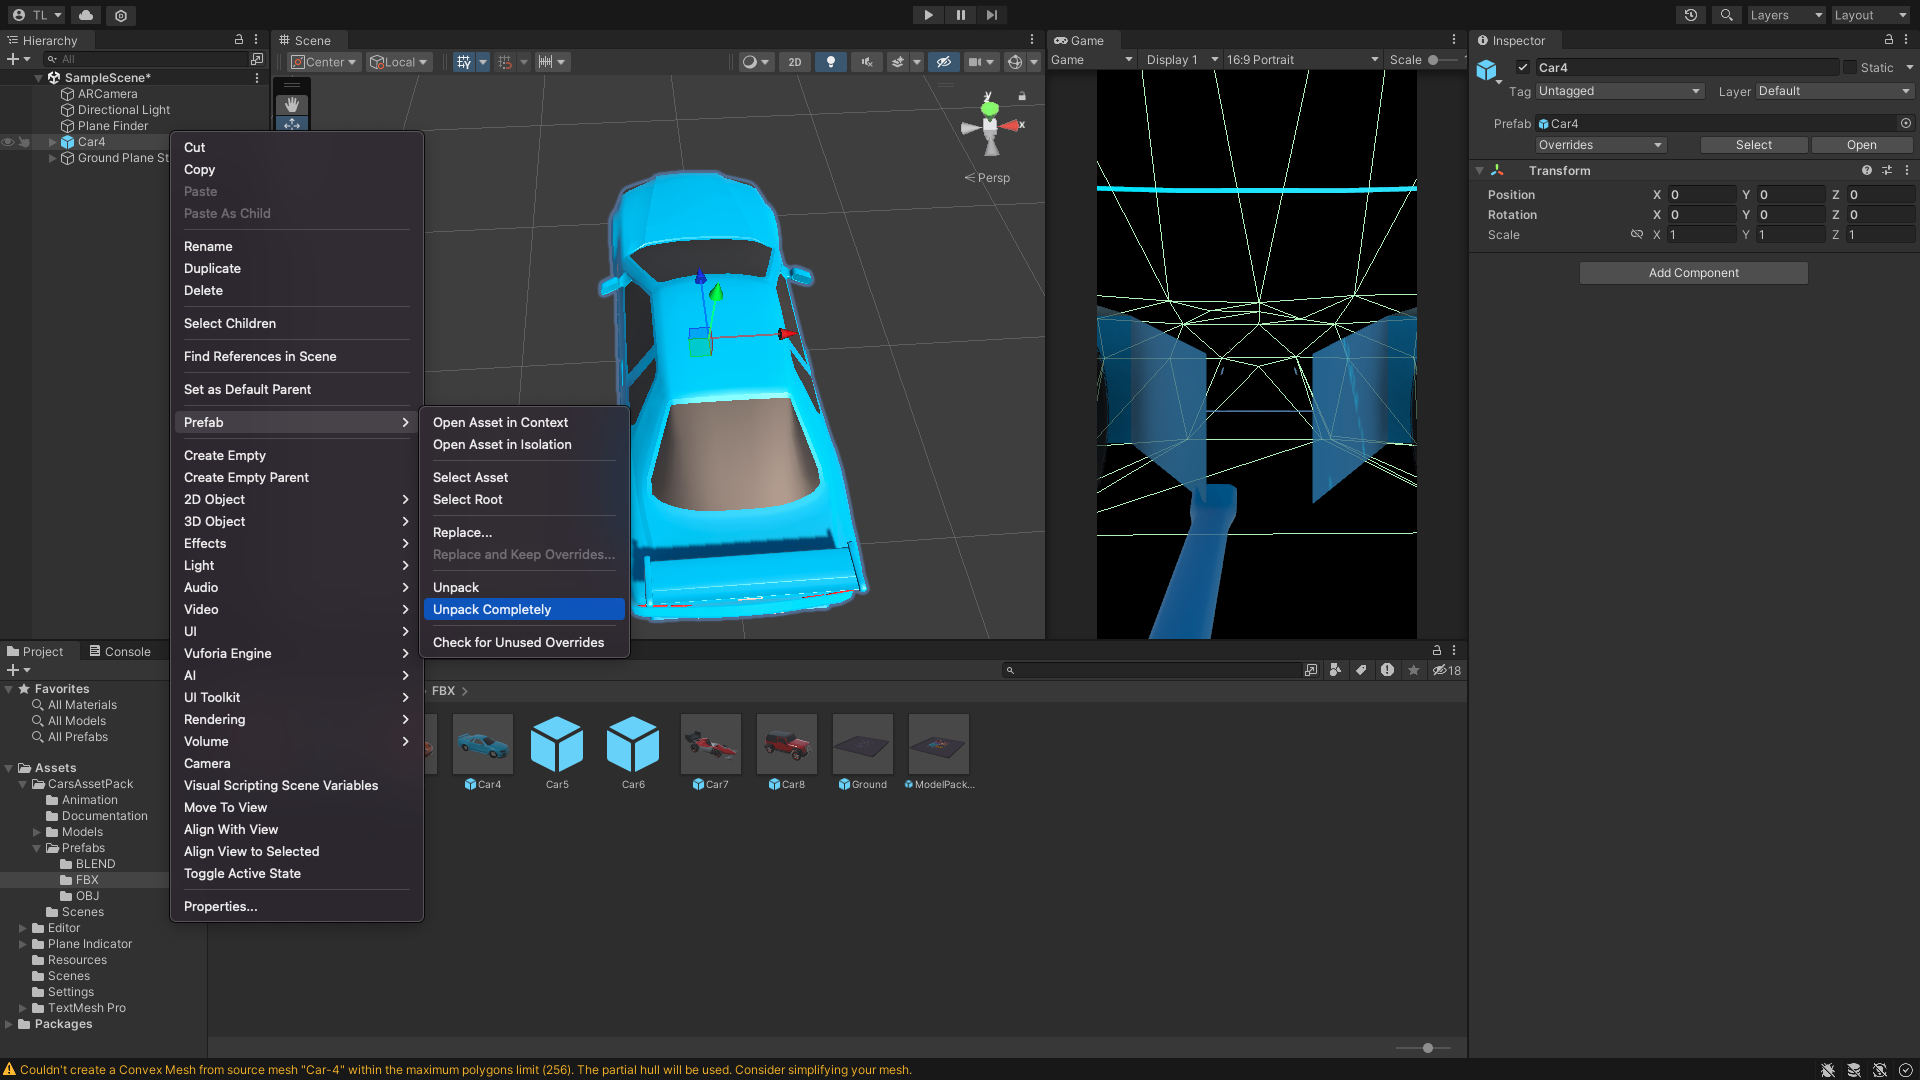 TL
Layers
Layout
Hierarchy
All
SampleScene*
ARCamera
Directional Light
Plane Finder
Car4
Ground Plane St
Scene
Center
Local
2D
y
x
Persp
Cut
Copy
Paste
Paste As Child
Rename
Duplicate
Delete
Select Children
Find References in Scene
Set as Default Parent
Prefab
Create Empty
Create Empty Parent
2D Object
3D Object
Effects
Light
Audio
Video
UI
Vuforia Engine
AI
UI Toolkit
Rendering
Volume
Camera
Visual Scripting Scene Variables
Move To View
Align With View
Align View to Selected
Toggle Active State
Properties...
Open Asset in Context
Open Asset in Isolation
Select Asset
Select Root
Replace...
Replace and Keep Overrides...
Unpack
Unpack Completely
Check for Unused Overrides
Game
Game
Display 1
16:9 Portrait
Scale
Inspector
Car4
Static
Tag Untagged
Layer Default
Prefab Car4
Overrides
Select
Open
Transform
Position X 0 Y 0 Z 0
Rotation X 0 Y 0 Z 0
Scale X 1 Y 1 Z 1
Add Component
Project
Console
18
Favorites
All Materials
All Models
All Prefabs
Assets
CarsAssetPack
Animation
Documentation
Models
Prefabs
BLEND
FBX
OBJ
Scenes
Editor
Plane Indicator
Resources
Scenes
Settings
TextMesh Pro
Packages
FBX
Car4
Car5
Car6
Car7
Car8
Ground
ModelPack...
Couldn't create a Convex Mesh from source mesh "Car-4" within the maximum polygons limit (256). The partial hull will be used. Consider simplifying your mesh.